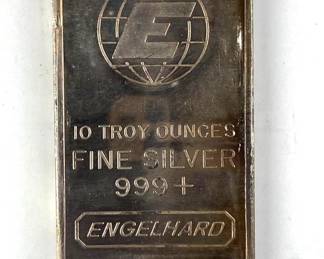 E
10 TROY OUNCES
FINE SILVER
999+
ENGELHARD